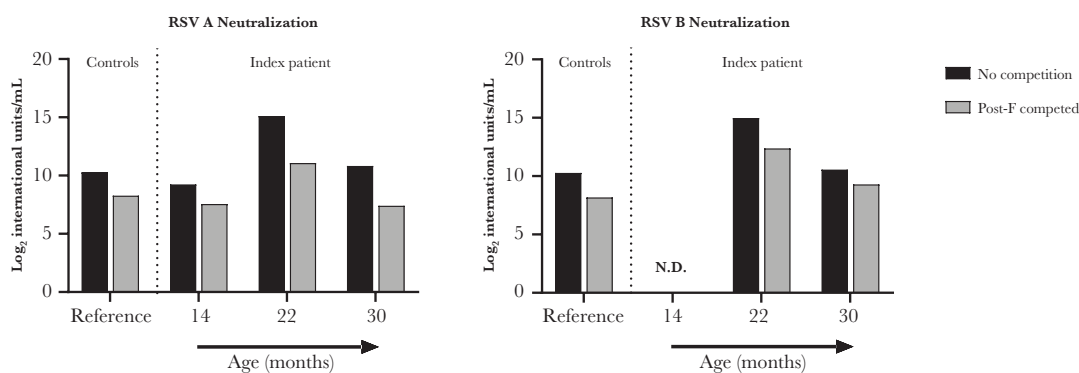 RSV A Neutralization
Log2 international units/mL
20
15
10
5
0
Controls
Index patient
Reference
14
22
30
Age (months)
RSV B Neutralization
Log2 international units/mL
20
15
10
5
0
Controls
Index patient
N.D.
Reference
14
22
30
Age (months)
No competition
Post-F competed